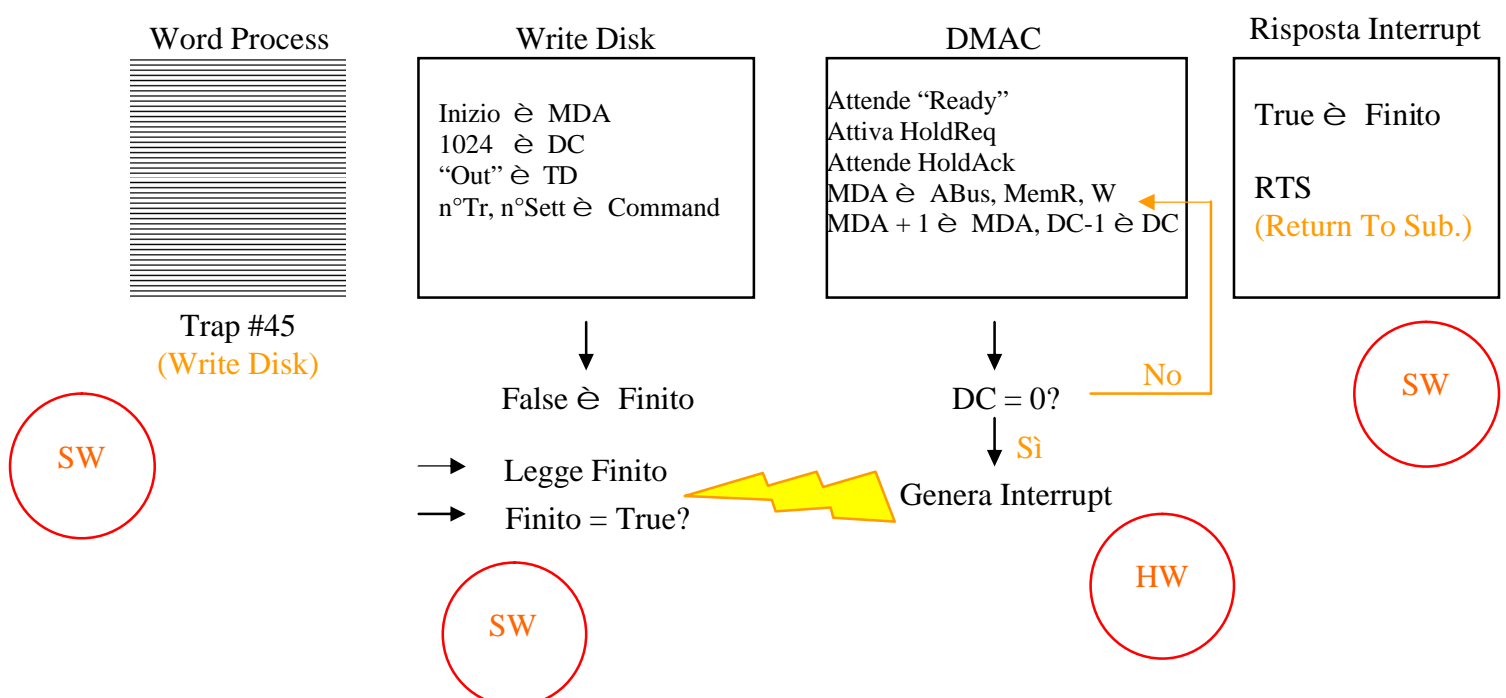 Word Process
Trap #45
(Write Disk)
SW
Write Disk
Inizio è MDA
1024 è DC
“Out” è TD
n°Tr, n°Sett è Command
False è Finito
Legge Finito
Finito = True?
SW
DMAC
Attende “Ready”
Attiva HoldReq
Attende HoldAck
MDA è ABus, MemR, W
MDA + 1 è MDA, DC-1 è DC
DC = 0?
No
Sì
Genera Interrupt
HW
Risposta Interrupt
True è Finito
RTS
(Return To Sub.)
SW